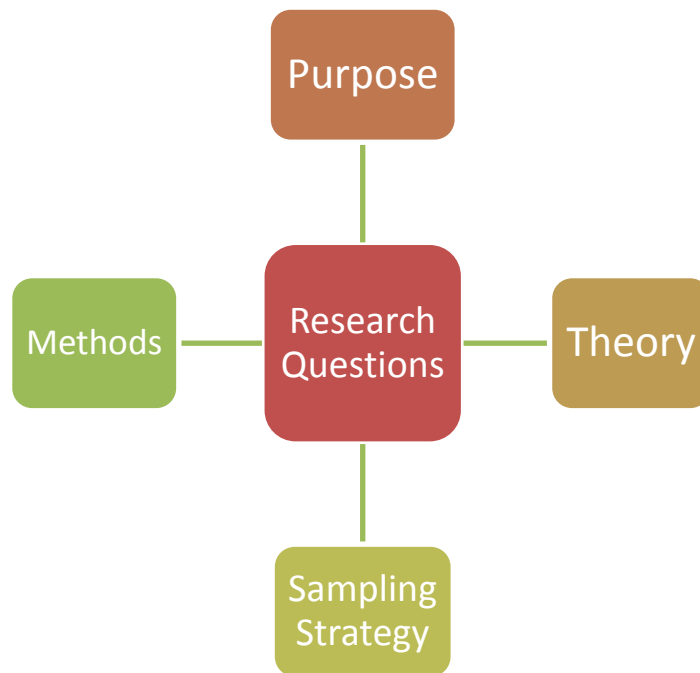 Purpose
Methods
Research
Questions
Theory
Sampling
Strategy